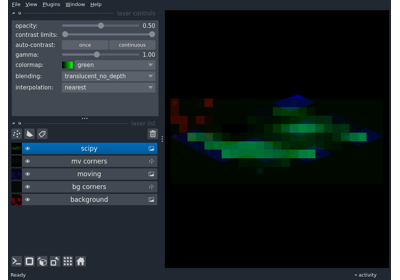 File View Plugins Window Help
layer controls
opacity: 0.50
contrast limits:
auto-contrast: once continuous
gamma: 1.00
colormap: green
blending: translucent_no_depth
interpolation: nearest
layer list
scipy
mv corners
moving
bg corners
background
Ready activity